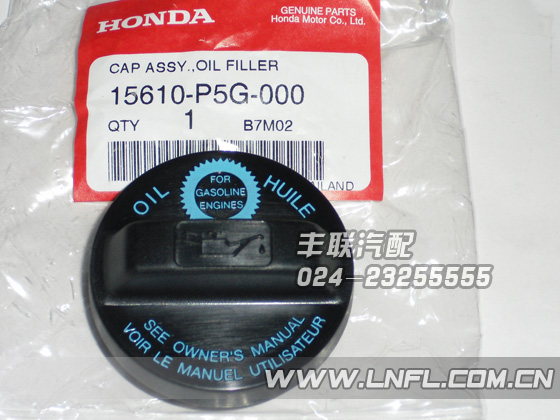 HONDA
GENUINE PARTS
Honda Motor Co., Ltd.
CAP ASSY.,OIL FILLER
15610-P5G-000
QTY 1 B7M02
OIL
FOR
GASOLINE
ENGINES
HUILE
SEE OWNER'S MANUAL
VOIR LE MANUEL UTILISATEUR
丰联汽配
024-23255555
WWW.LNFL.COM.CN